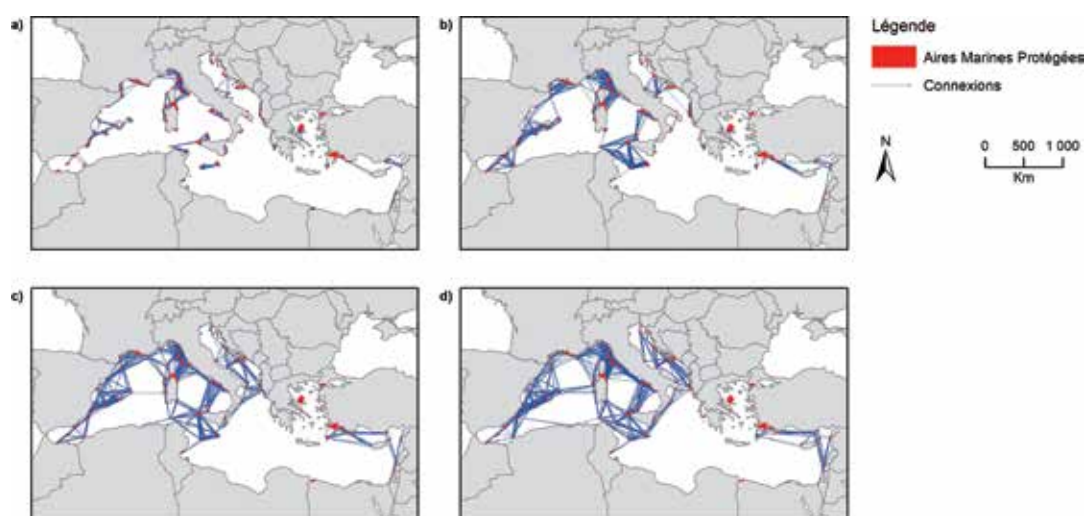 a)
b)
Légende
Aires Marines Protégées
Connexions
N
0 500 1 000
Km
c)
d)